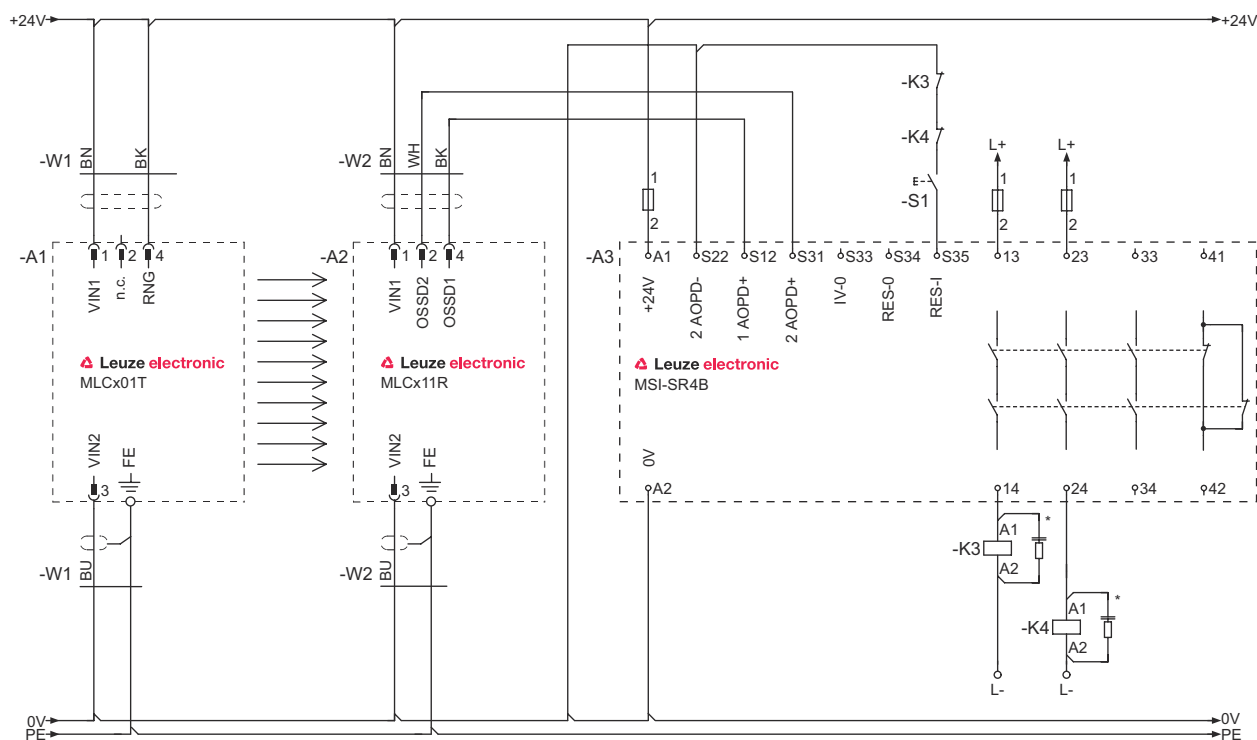 +24V
+24V
-K3
-K4
-S1
L+
L+
-W1
BN
BK
-W2
BN
WH
BK
1
2
1
2
1
2
-A1
1
2
4
-A2
1
2
4
-A3
A1
S22
S12
S31
S33
S34
S35
13
23
33
41
VIN1
n.c.
RNG
VIN1
OSSD2
OSSD1
+24V
2 AOPD-
1 AOPD+
2 AOPD+
IV-0
RES-0
RES-I
E
Leuze electronic
MLCx01T
Leuze electronic
MLCx11R
Leuze electronic
MSI-SR4B
VIN2
FE
VIN2
FE
0V
3
3
A2
14
24
34
42
-W1
BU
-W2
BU
-K3
A1
A2
*
-K4
A1
A2
*
L-
L-
0V
0V
PE
PE